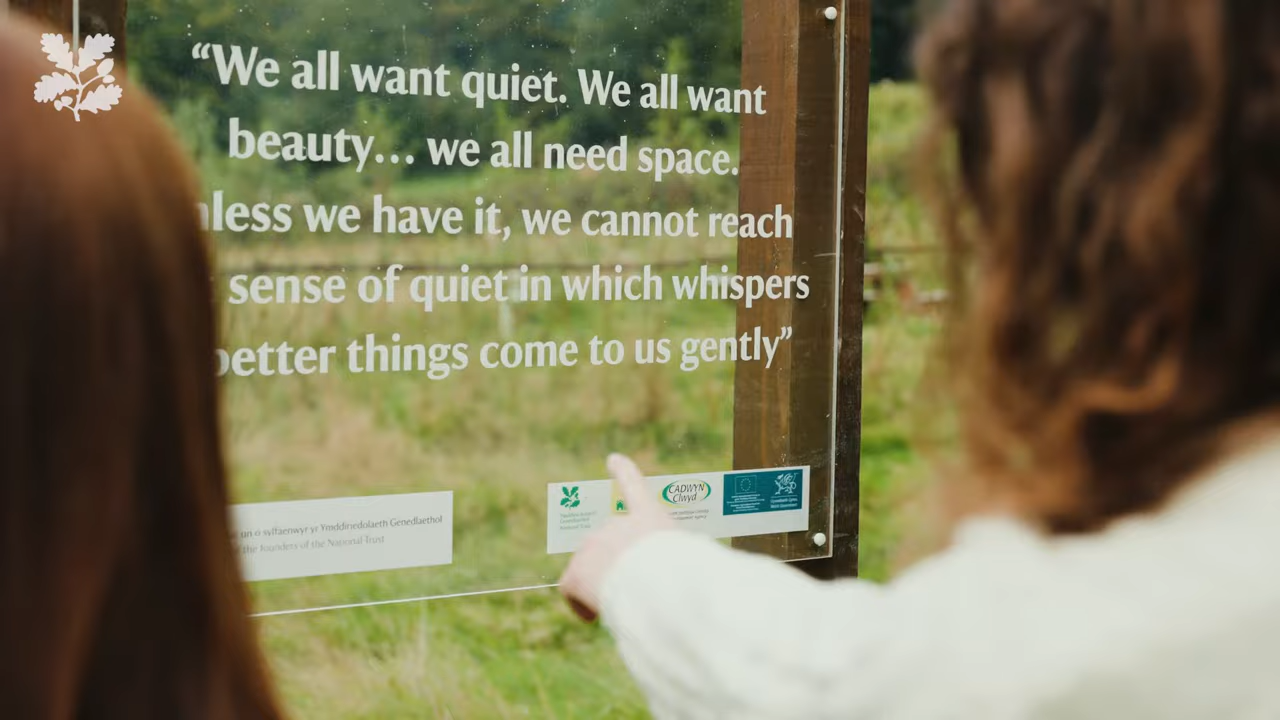 “We all want quiet. We all want
beauty... we all need space.
nless we have it, we cannot reach
sense of quiet in which whispers
better things come to us gently”
un o sylfaenwyr yr Ymddiriedolaeth Genedlaethol
the founders of the National Trust
CADWYN
Clwyd